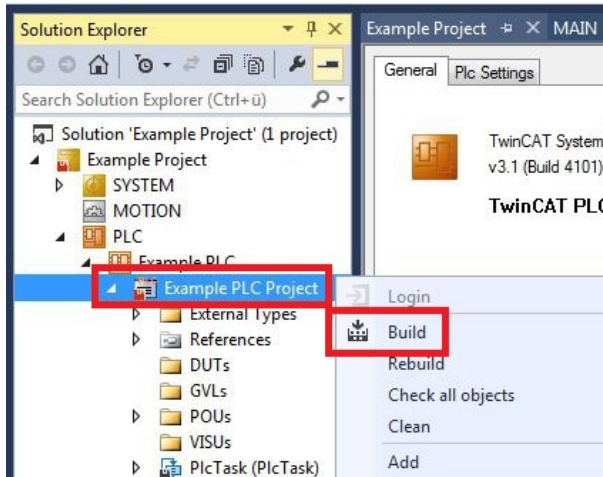 Solution Explorer
Example Project
MAIN
General
Plc Settings
Search Solution Explorer (Ctrl+ü)
TwinCAT System
v3.1 (Build 4101)
TwinCAT PLC
Solution 'Example Project' (1 project)
Example Project
SYSTEM
MOTION
PLC
Example PLC
Example PLC Project
External Types
References
DUTs
GVLs
POUs
VISUs
PlcTask (PlcTask)
Login
Build
Rebuild
Check all objects
Clean
Add